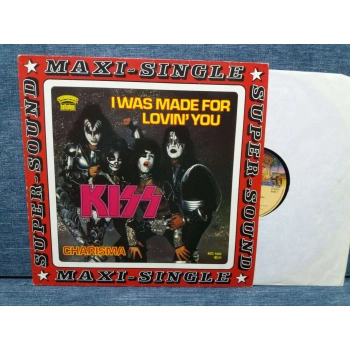 MAXI-SINGLE
SUPER-SOUND
SUPER-SOUND
I WAS MADE FOR
LOVIN' YOU
KISS
CHARISMA
MAXI-SINGLE